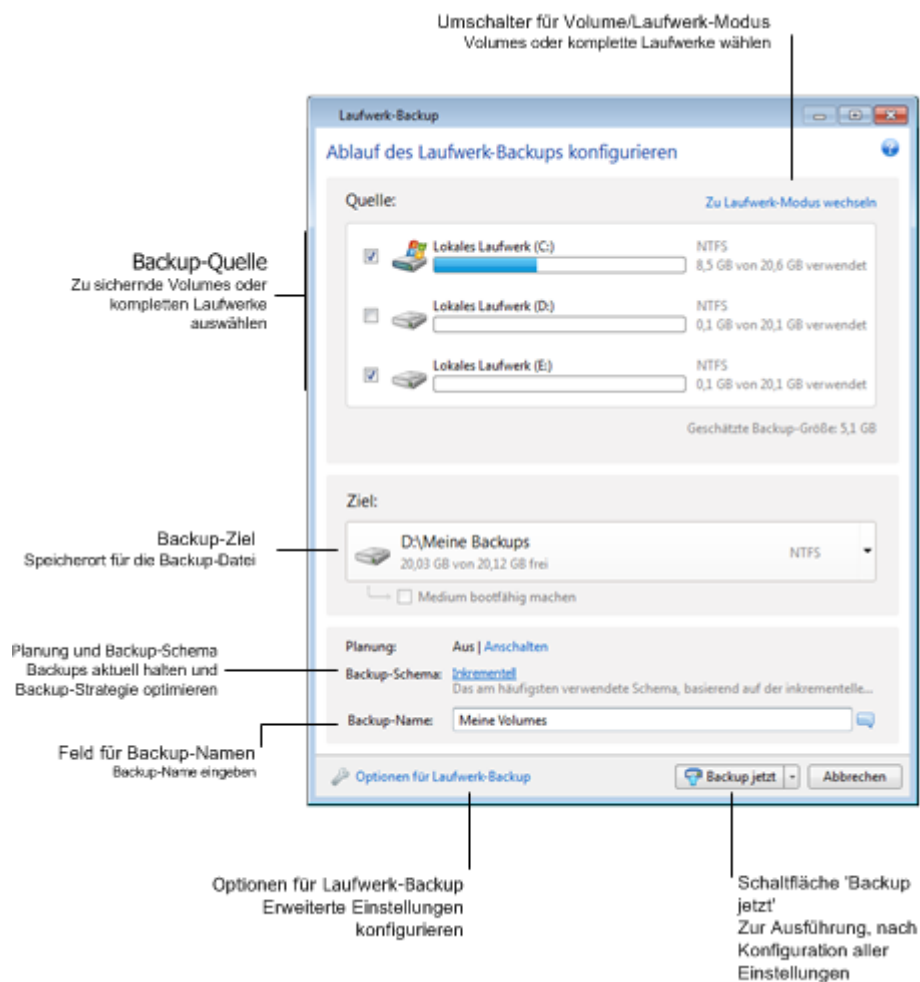 Umschalter für Volume/Laufwerk-Modus
Volumes oder komplette Laufwerke wählen
Laufwerk-Backup
Ablauf des Laufwerk-Backups konfigurieren
Quelle:
Zu Laufwerk-Modus wechseln
Backup-Quelle
Zu sichernde Volumes oder
kompletten Laufwerke
auswählen
Lokales Laufwerk (C:)
NTFS
8,5 GB von 20,6 GB verwendet
Lokales Laufwerk (D:)
NTFS
0,1 GB von 20,1 GB verwendet
Lokales Laufwerk (E:)
NTFS
0,1 GB von 20,1 GB verwendet
Geschätzte Backup-Größe: 5,1 GB
Ziel:
Backup-Ziel
Speicherort für die Backup-Datei
D:\Meine Backups
20,03 GB von 20,12 GB frei
NTFS
Medium bootfähig machen
Planung und Backup-Schema
Backups aktuell halten und
Backup-Strategie optimieren
Planung: Aus | Anschalten
Backup-Schema: Inkrementell
Das am häufigsten verwendete Schema, basierend auf der inkrementelle...
Backup-Name: Meine Volumes
Feld für Backup-Namen
Backup-Name eingeben
Optionen für Laufwerk-Backup
Backup jetzt
Abbrechen
Optionen für Laufwerk-Backup
Erweiterte Einstellungen
konfigurieren
Schaltfläche 'Backup
jetzt'
Zur Ausführung, nach
Konfiguration aller
Einstellungen